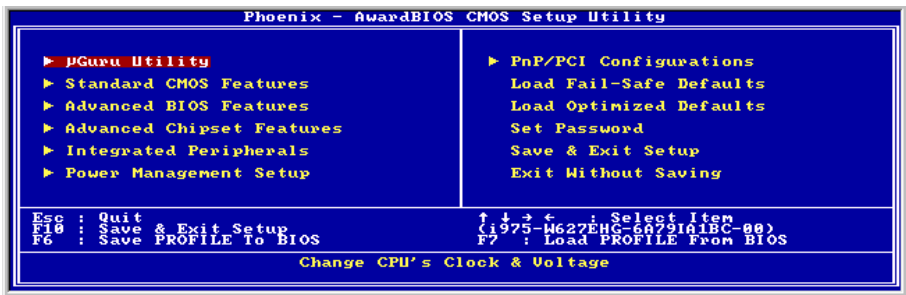 Phoenix - AwardBIOS CMOS Setup Utility
► µGuru Utility
► Standard CMOS Features
► Advanced BIOS Features
► Advanced Chipset Features
► Integrated Peripherals
► Power Management Setup
► PnP/PCI Configurations
Load Fail-Safe Defaults
Load Optimized Defaults
Set Password
Save & Exit Setup
Exit Without Saving
Esc : Quit
F10 : Save & Exit Setup
F6 : Save PROFILE To BIOS
↑ ↓ → ← : Select Item
(i975-W627EHG-6A79IA1BC-00)
F7 : Load PROFILE From BIOS
Change CPU's Clock & Voltage